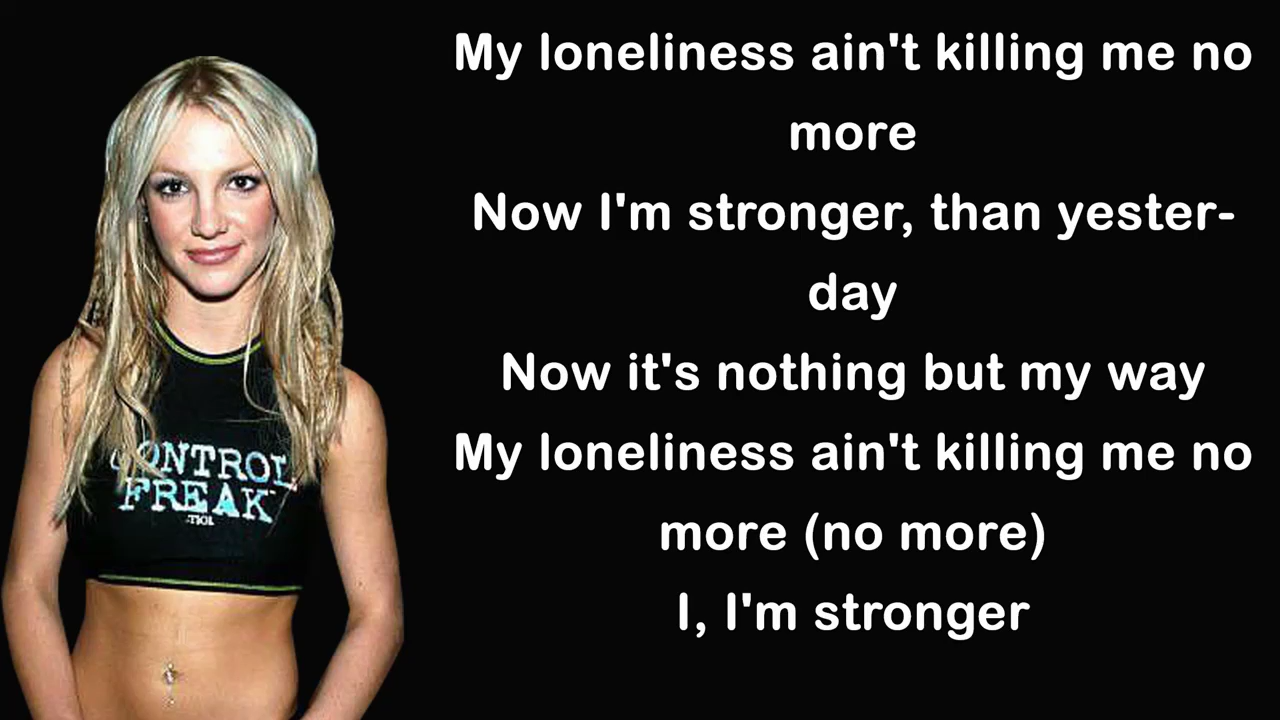 My loneliness ain't killing me no
more
Now I'm stronger, than yester-
day
Now it's nothing but my way
My loneliness ain't killing me no
more (no more)
I, I'm stronger
CONTROL
FREAK